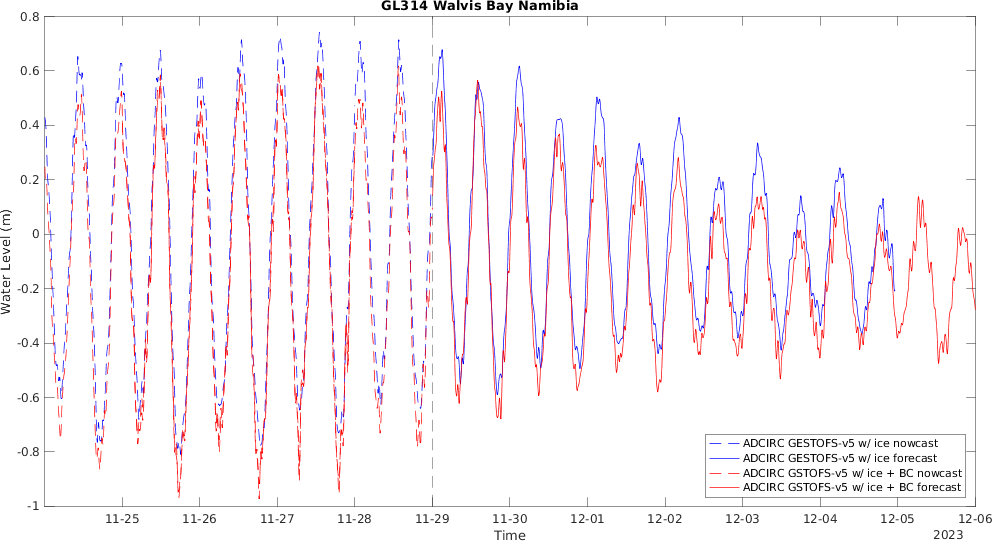 GL314 Walvis Bay Namibia
0.8
0.6
0.4
0.2
0
-0.2
-0.4
-0.6
-0.8
-1
Water Level (m)
11-25 11-26 11-27 11-28 11-29 11-30 12-01 12-02 12-03 12-04 12-05 12-06
Time
2023
ADCIRC GESTOFS-v5 w/ ice nowcast
ADCIRC GESTOFS-v5 w/ ice forecast
ADCIRC GSTOFS-v5 w/ ice + BC nowcast
ADCIRC GSTOFS-v5 w/ ice + BC forecast